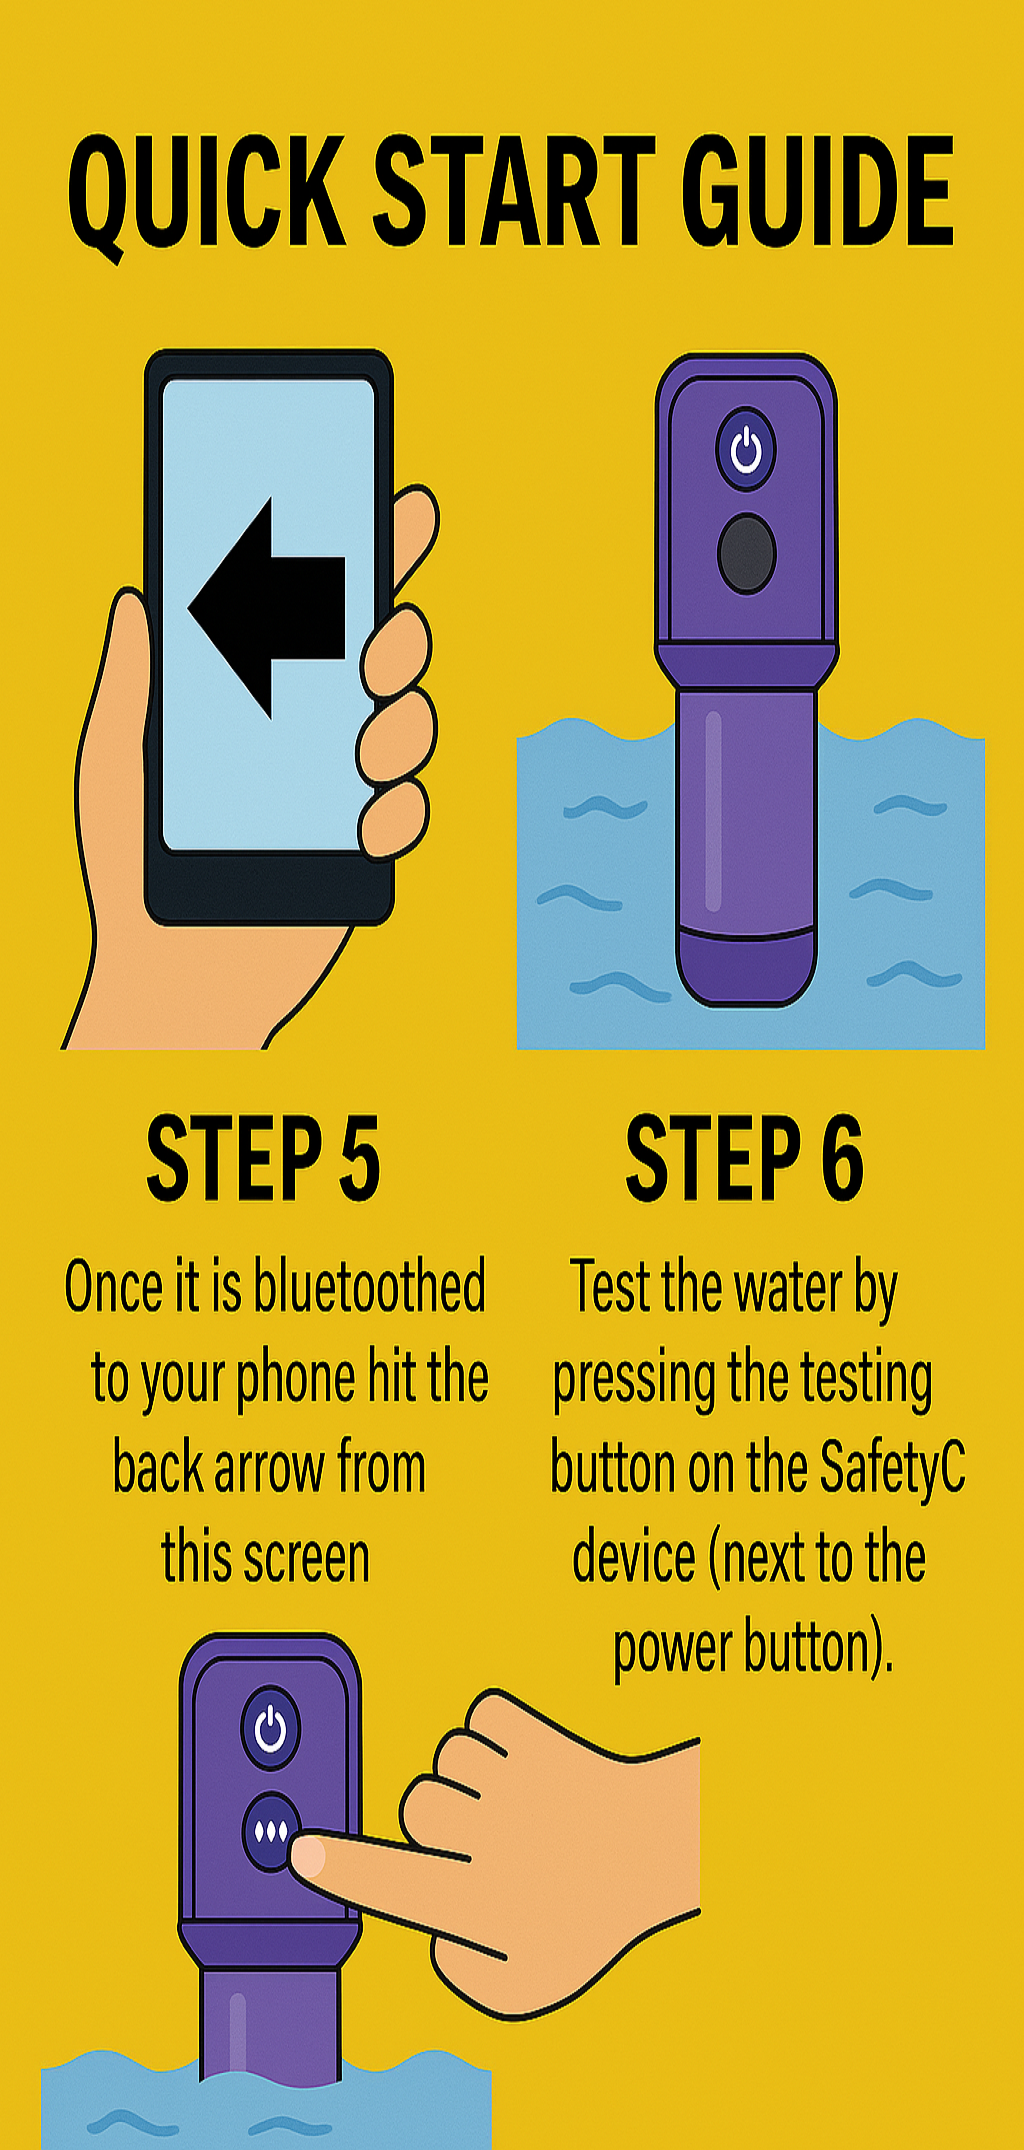 QUICK START GUIDE
STEP 5
Once it is bluetoothed
to your phone hit the
back arrow from
this screen
STEP 6
Test the water by
pressing the testing
button on the SafetyC
device (next to the
power button).